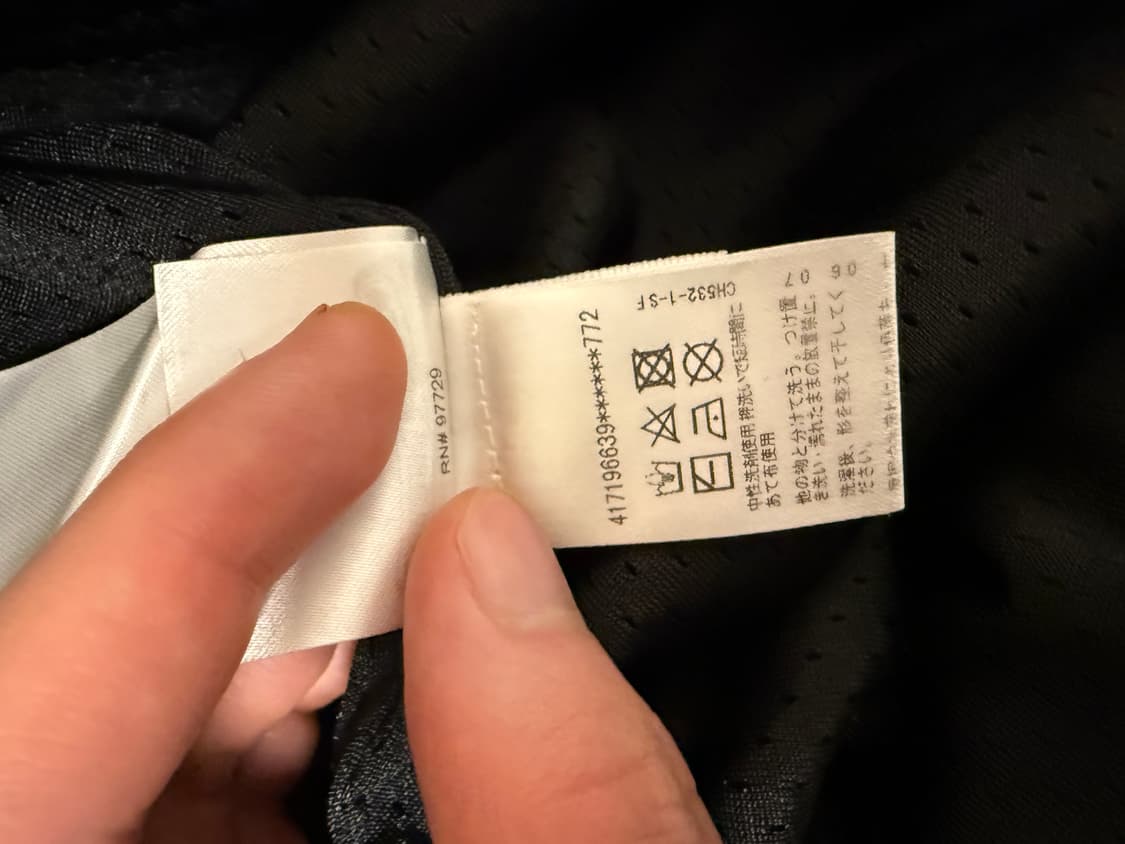 RN# 97729
417196639******772
CH532-1-SF
中性洗剤使用 押洗いで短時間に
あて布使用
他の物と分けて洗う。つけ置
き洗い・濡れたままの放置禁止。
洗濯後、形を整えて干してく
ださい。